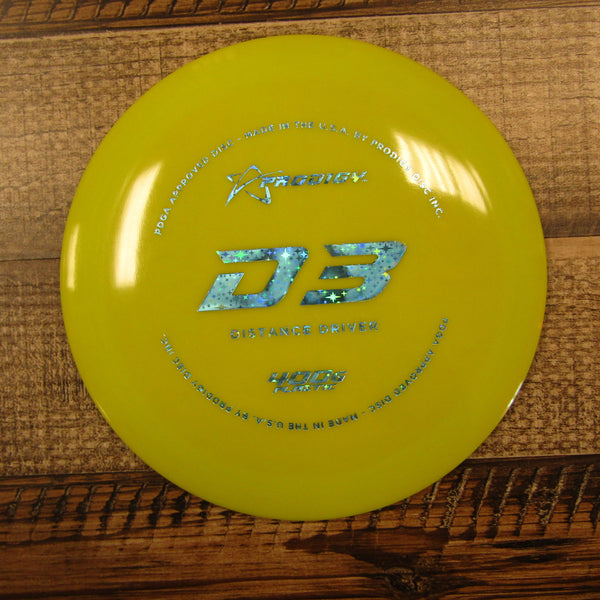 PDGA APPROVED DISC - MADE IN THE U.S.A. BY PRODIGY DISC INC.
PRODIGY
D3
DISTANCE DRIVER
400S
PLASTIC
PDGA APPROVED DISC - MADE IN THE U.S.A. BY PRODIGY DISC INC.